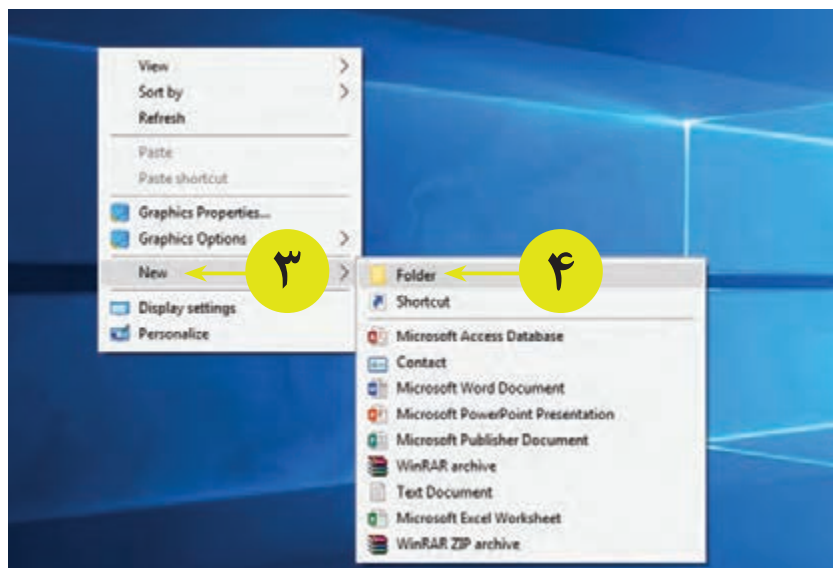 View
Sort by
Refresh
Paste
Paste shortcut
Graphics Properties...
Graphics Options
New
۳
Display settings
Personalize
Folder
۴
Shortcut
Microsoft Access Database
Contact
Microsoft Word Document
Microsoft PowerPoint Presentation
Microsoft Publisher Document
WinRAR archive
Text Document
Microsoft Excel Worksheet
WinRAR ZIP archive